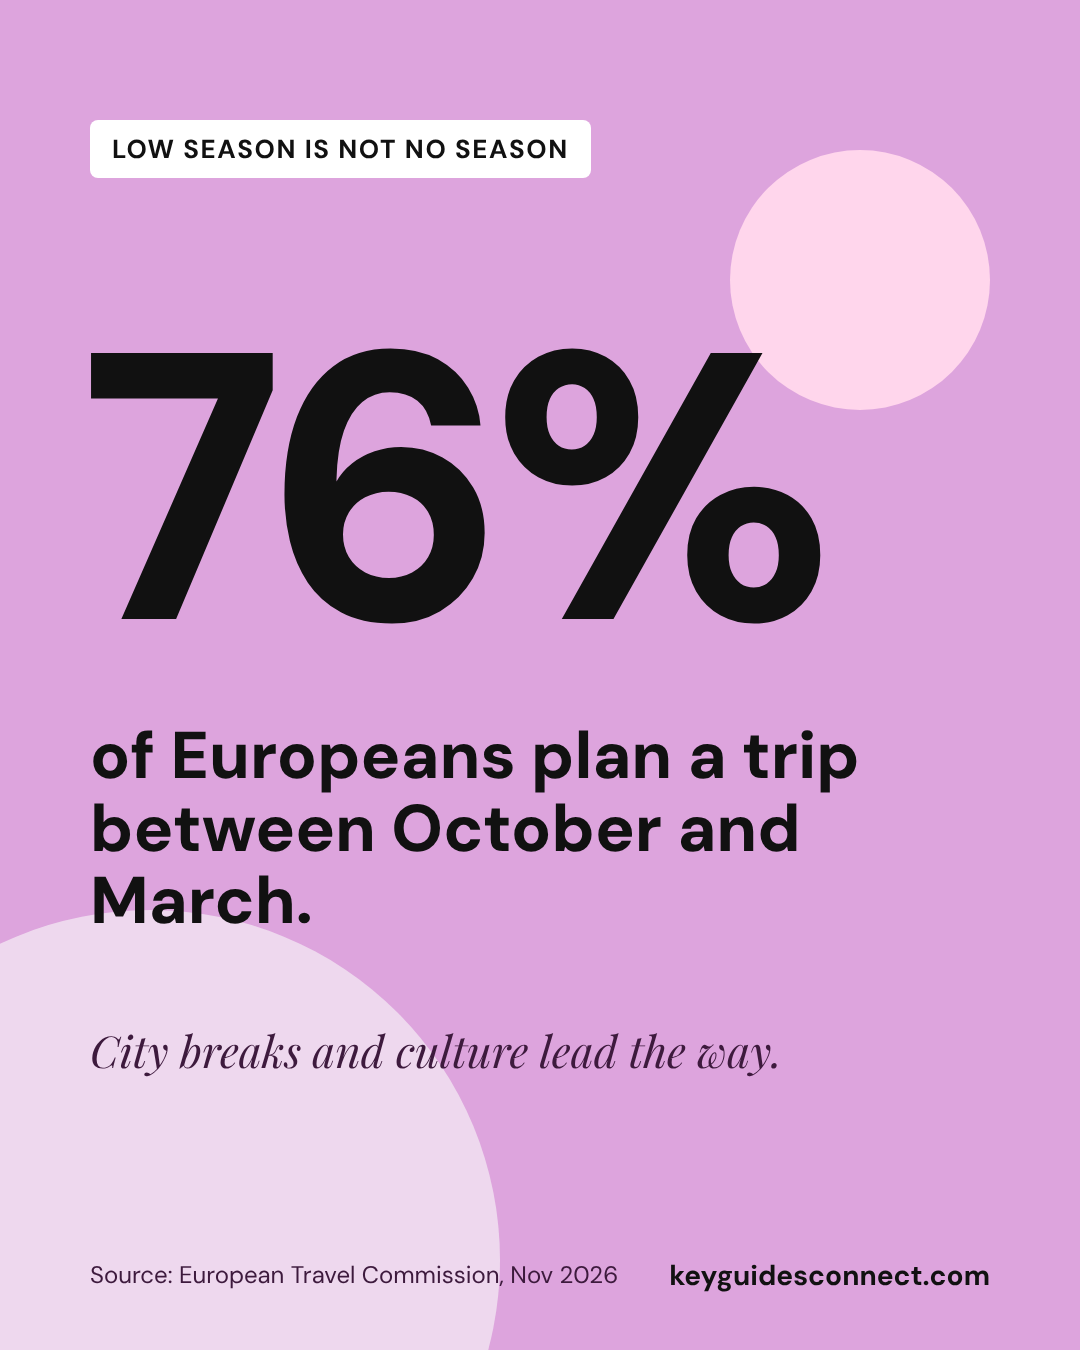 LOW SEASON IS NOT NO SEASON
76%
of Europeans plan a trip
between October and
March.
City breaks and culture lead the way.
Source: European Travel Commission, Nov 2026
keyguidesconnect.com